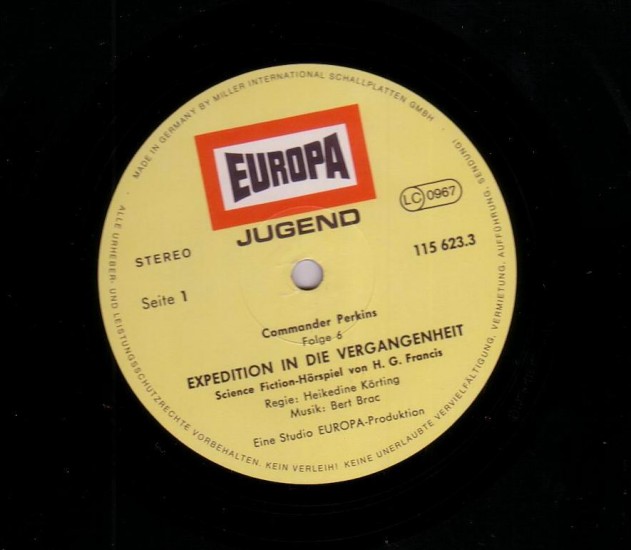 MADE IN GERMANY BY MILLER INTERNATIONAL SCHALLPLATTEN GMBH
EUROPA
JUGEND
LC 0967
STEREO
115 623.3
Seite 1
Commander Perkins
Folge 6
EXPEDITION IN DIE VERGANGENHEIT
Science Fiction-Hörspiel von H. G. Francis
Regie: Heikedine Körting
Musik: Bert Brac
Eine Studio EUROPA-Produktion
ALLE URHEBER- UND LEISTUNGSSCHUTZRECHTE VORBEHALTEN. KEIN VERLEIH! KEINE UNERLAUBTE VERVIELFÄLTIGUNG, VERMIETUNG, AUFFÜHRUNG, SENDUNG!